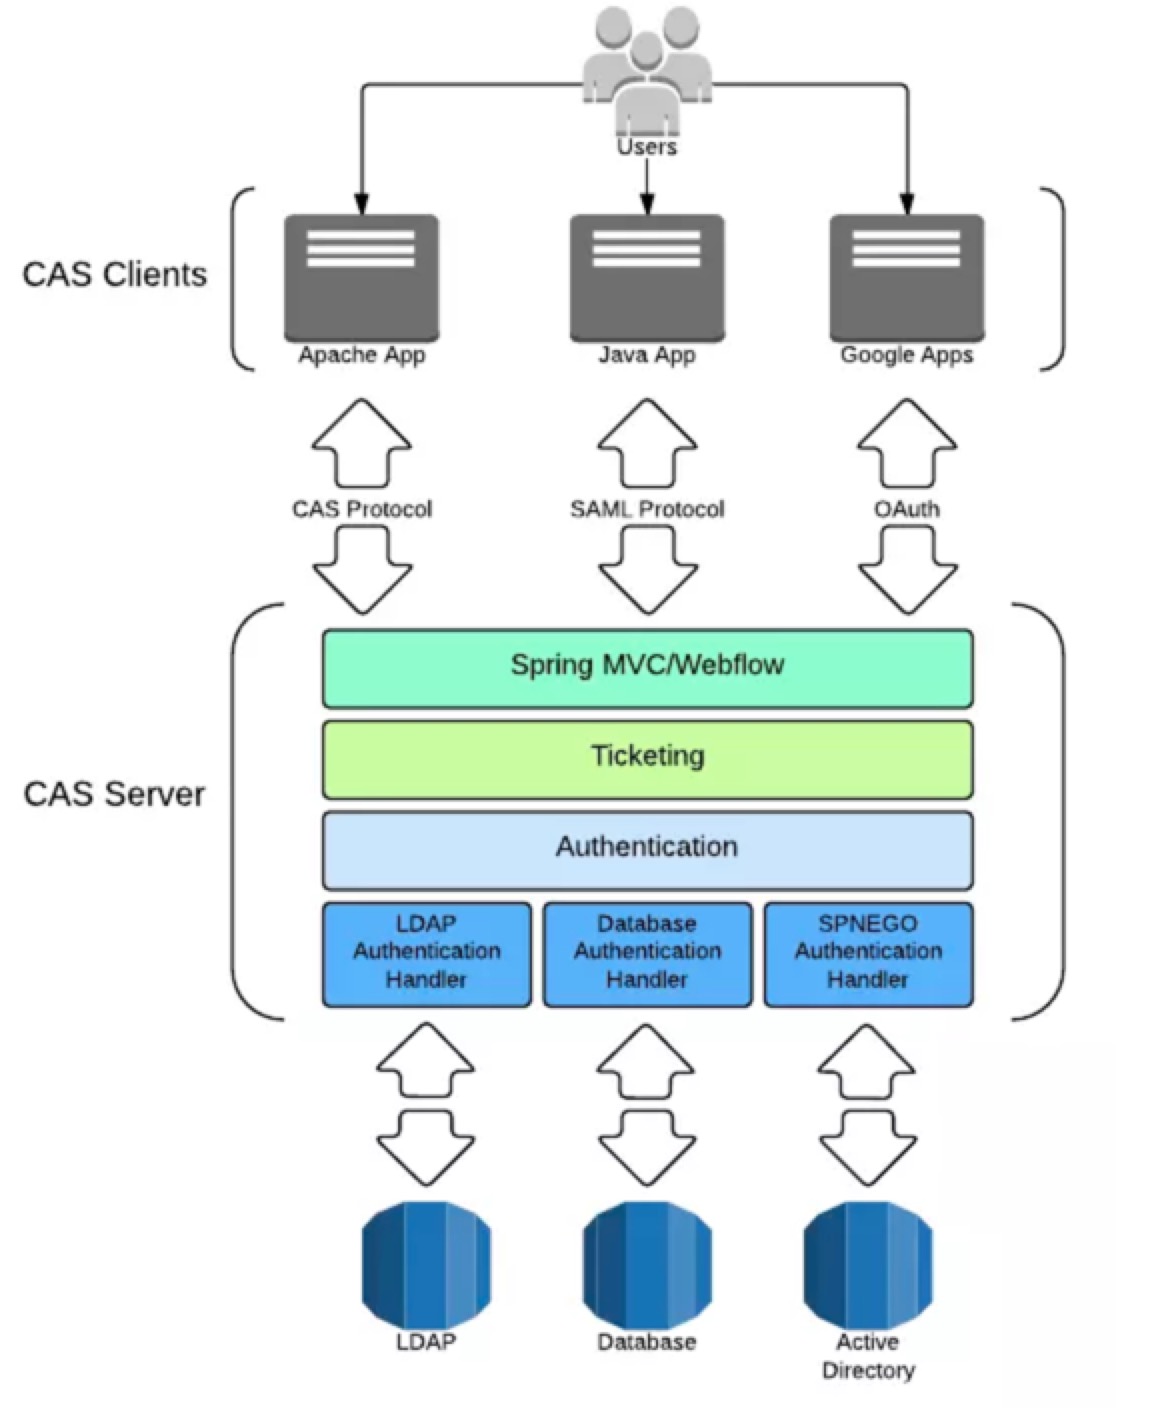 Users
CAS Clients
Apache App
Java App
Google Apps
CAS Protocol
SAML Protocol
OAuth
CAS Server
Spring MVC/Webflow
Ticketing
Authentication
LDAP
Authentication
Handler
Database
Authentication
Handler
SPNEGO
Authentication
Handler
LDAP
Database
Active
Directory